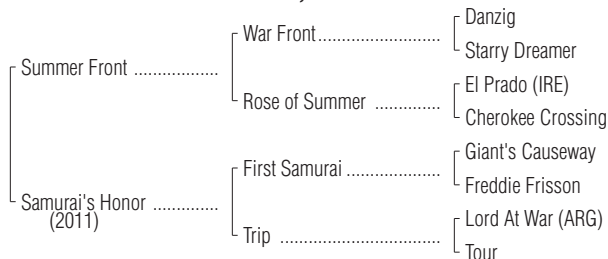 Danzig
War Front
Starry Dreamer
Summer Front
El Prado (IRE)
Rose of Summer
Cherokee Crossing
Giant's Causeway
First Samurai
Freddie Frisson
Samurai's Honor
(2011)
Lord At War (ARG)
Trip
Tour